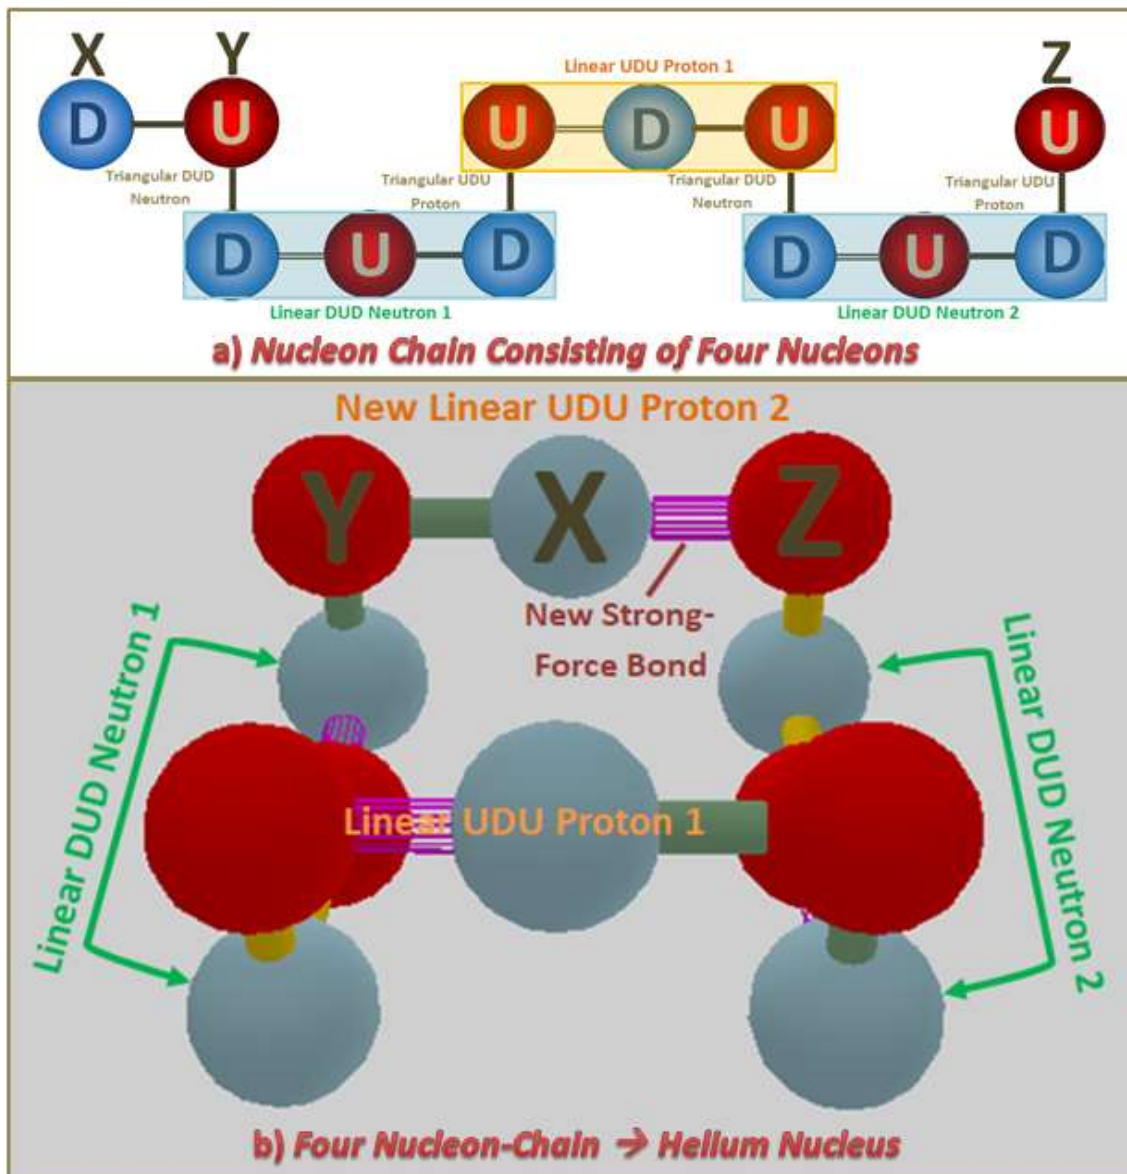 X
Y
Linear UDU Proton 1
Z
D
U
U
D
U
U
Triangular DUD
Neutron
Triangular UDU
Proton
Triangular DUD
Neutron
Triangular UDU
Proton
D
U
D
D
U
D
Linear DUD Neutron 1
Linear DUD Neutron 2
a) Nucleon Chain Consisting of Four Nucleons
New Linear UDU Proton 2
Y
X
Z
New Strong-
Force Bond
Linear DUD Neutron 1
Linear DUD Neutron 2
Linear UDU Proton 1
b) Four Nucleon-Chain → Helium Nucleus